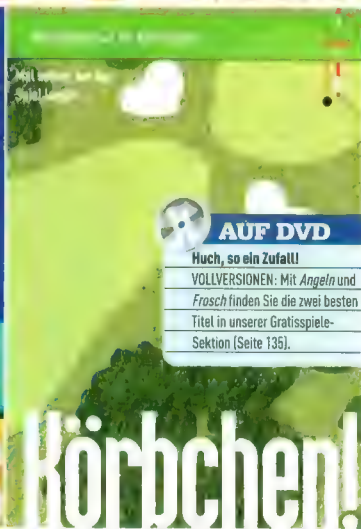 AUF DVD
Huch, so ein Zufall!
VOLLVERSIONEN: Mit Angeln und
Frosch finden Sie die zwei besten
Titel in unserer Gratisspiele-
Sektion (Seite 135).
Körbchen!